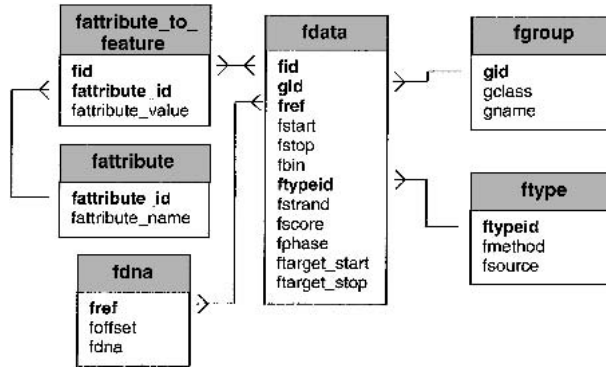 fattribute_to_
feature
fid
fattribute_id
fattribute_value
fattribute
fattribute_id
fattribute_name
fdna
fref
foffset
fdna
fdata
fid
gid
fref
fstart
fstop
fbin
ftypeid
fstrand
fscore
fphase
ftarget_start
ftarget_stop
fgroup
gid
gclass
gname
ftype
ftypeid
fmethod
fsource